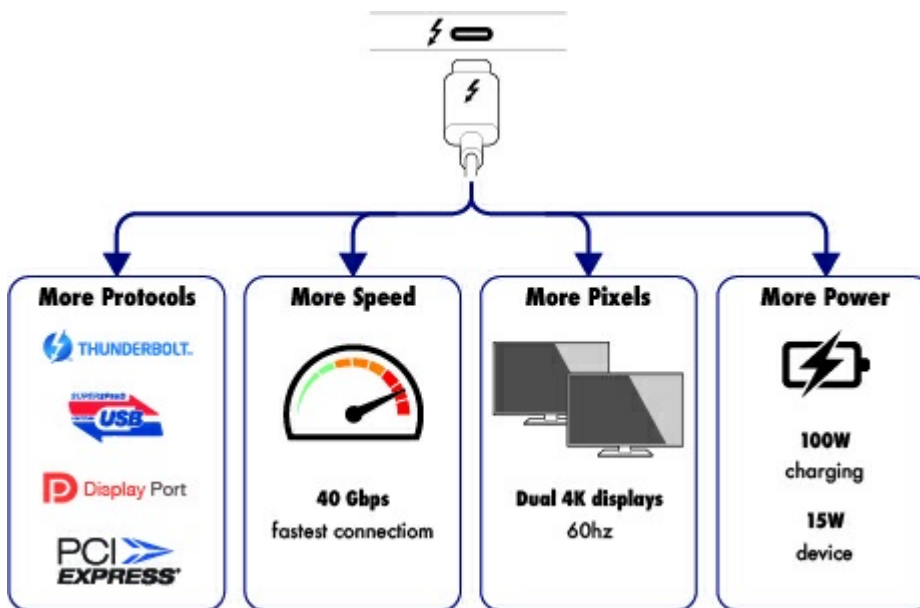 More Protocols
THUNDERBOLT™
SUPERSPEED
USB
Display Port
PCI
EXPRESS®
More Speed
40 Gbps
fastest connectiom
More Pixels
Dual 4K displays
60hz
More Power
100W
charging
15W
device